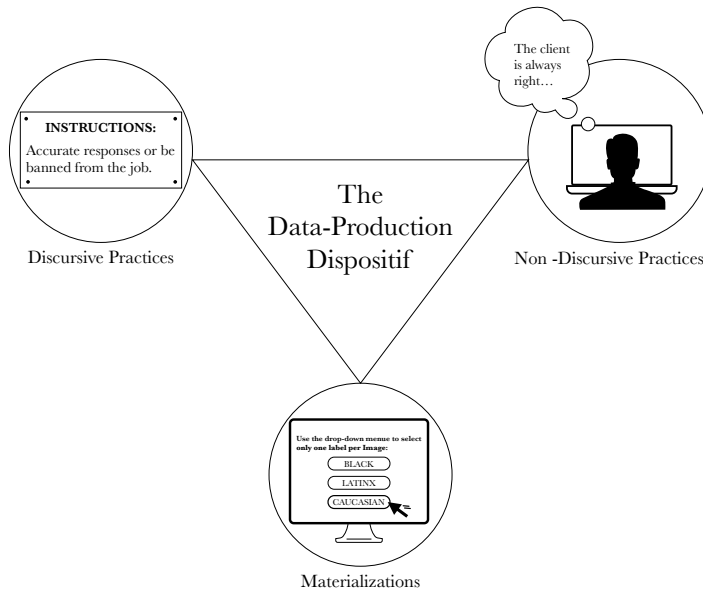 The client
is always
right...
INSTRUCTIONS:
Accurate responses or be
banned from the job.
The
Data-Production
Dispositif
Discursive Practices
Non -Discursive Practices
Use the drop-down menue to select
only one label per Image:
BLACK
LATINX
CAUCASIAN
Materializations